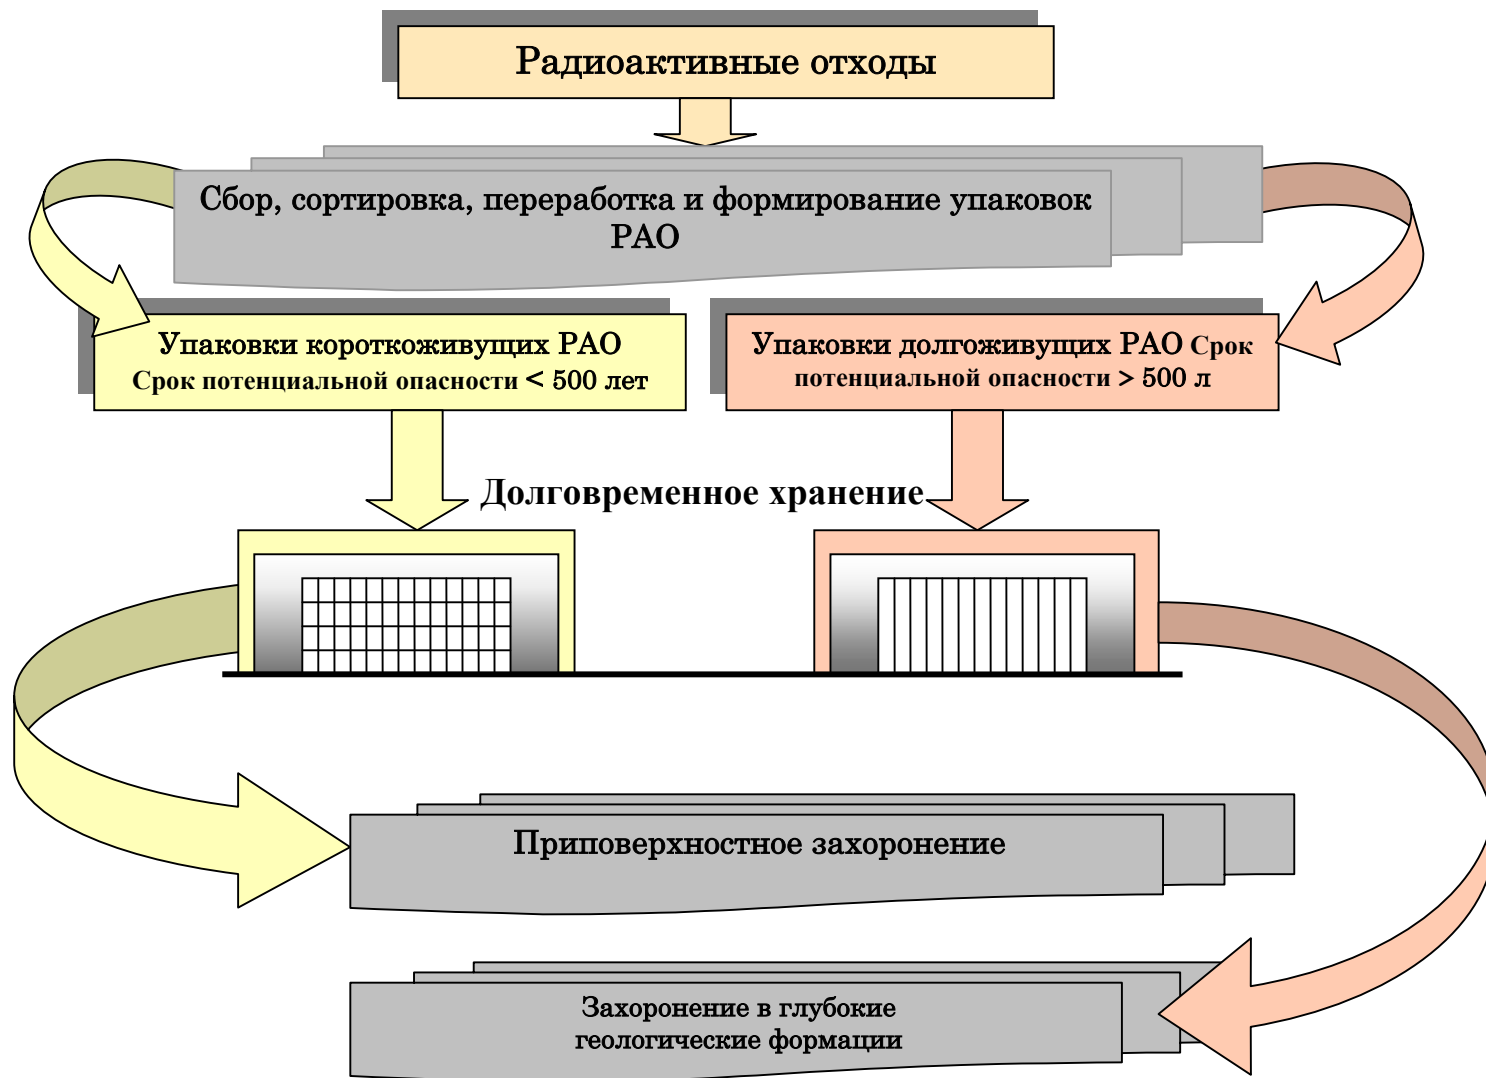 Радиоактивные отходы
Сбор, сортировка, переработка и формирование упаковок
РАО
Упаковки короткоживущих РАО
Срок потенциальной опасности < 500 лет
Упаковки долгоживущих РАО Срок
потенциальной опасности > 500 л
Долговременное хранение
Приповерхностное захоронение
Захоронение в глубокие
геологические формации